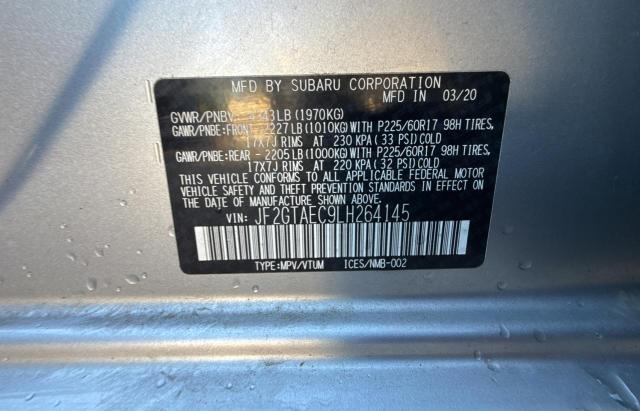 MFD BY SUBARU CORPORATION
MFD IN 03/20
GVWR/PNBV- 4343LB (1970KG)
GAWR/PNBE:FRONT-2227LB(1010KG)WITH P225/60R17 98H TIRES,
17X7J RIMS AT 230 KPA(33 PSI)COLD
GAWR/PNBE:REAR -2205LB(1000KG)WITH P225/60R17 98H TIRES,
17X7J RIMS AT 220 KPA(32 PSI)COLD
THIS VEHICLE CONFORMS TO ALL APPLICABLE FEDERAL MOTOR
VEHICLE SAFETY AND THEFT PREVENTION STANDARDS IN EFFECT ON
THE DATE OF MANUFACTURE SHOWN ABOVE.
VIN: JF2GTAEC9LH264145
TYPE:MPV/VTUM ICES/NMB-002